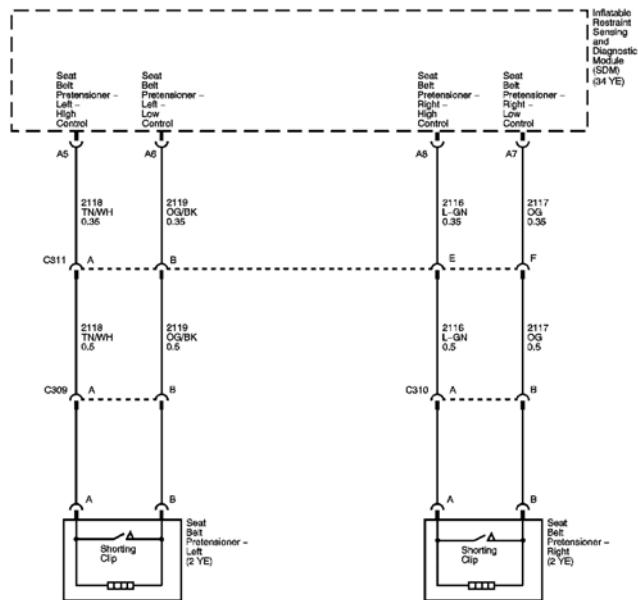 Inflatable
Restraint
Sensing
and
Diagnostic
Module
(SDM)
(34 YE)
Seat
Belt
Pretensioner –
Left –
High
Control
Seat
Belt
Pretensioner –
Left –
Low
Control
Seat
Belt
Pretensioner –
Right –
High
Control
Seat
Belt
Pretensioner –
Right –
Low
Control
A5
A6
A8
A7
2118
TN/WH
0.35
2119
OG/BK
0.35
2116
L-GN
0.35
2117
OG
0.35
C311
A
B
E
F
2118
TN/WH
0.5
2119
OG/BK
0.5
2116
L-GN
0.5
2117
OG
0.5
C309
A
B
C310
A
B
A
B
A
B
Shorting
Clip
Seat
Belt
Pretensioner –
Left
(2 YE)
Shorting
Clip
Seat
Belt
Pretensioner –
Right
(2 YE)